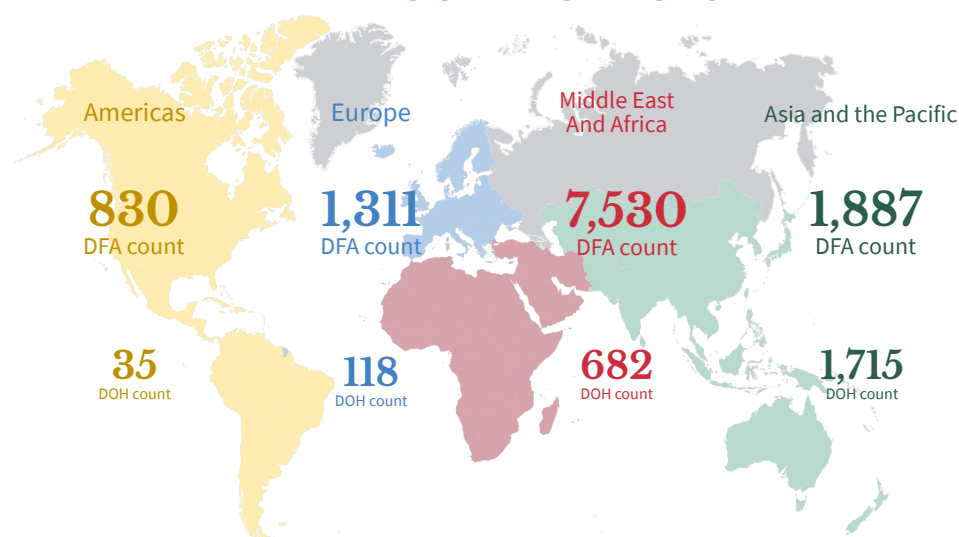 Americas
830
DFA count
35
DOH count
Europe
1,311
DFA count
118
DOH count
Middle East
And Africa
7,530
DFA count
682
DOH count
Asia and the Pacific
1,887
DFA count
1,715
DOH count